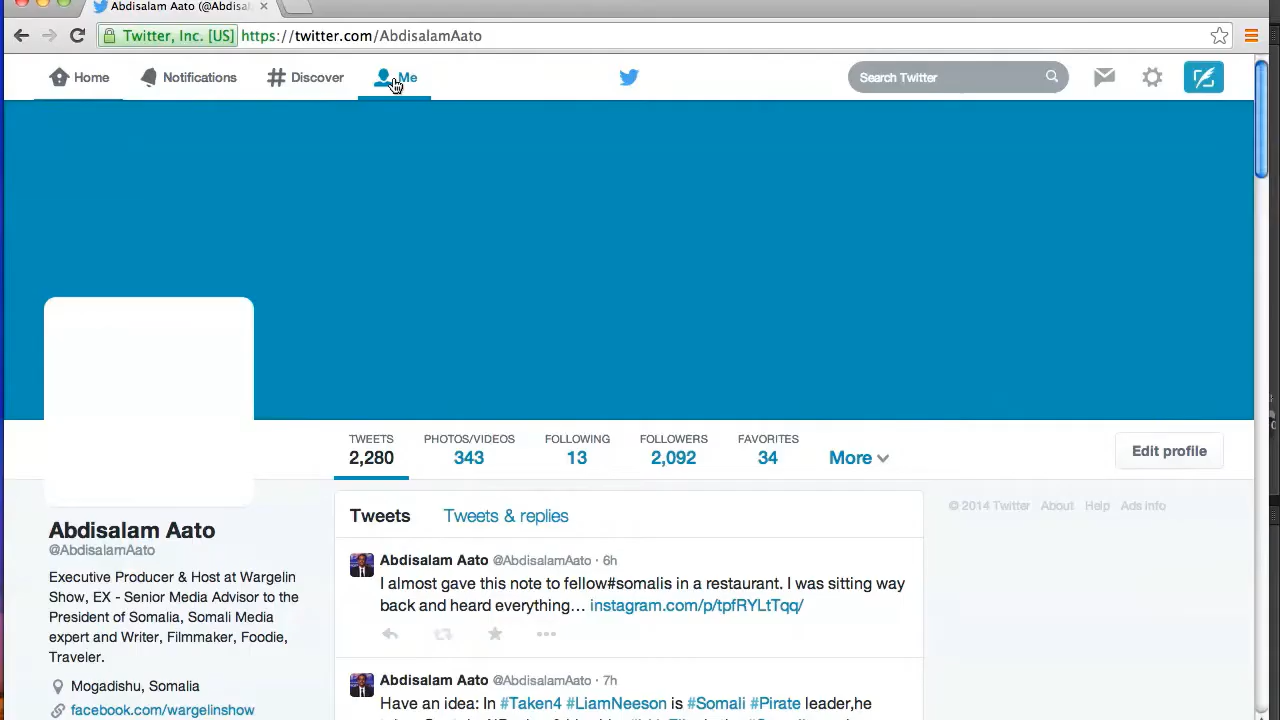 Abdisalam Aato (@Abdisal
Twitter, Inc. [US] https://twitter.com/AbdisalamAato
Home Notifications Discover Me Search Twitter
TWEETS PHOTOS/VIDEOS FOLLOWING FOLLOWERS FAVORITES
2,280 343 13 2,092 34 More Edit profile
Abdisalam Aato
@AbdisalamAato
Executive Producer & Host at Wargelin
Show, EX - Senior Media Advisor to the
President of Somalia, Somali Media
expert and Writer, Filmmaker, Foodie,
Traveler.
Mogadishu, Somalia
facebook.com/wargelinshow
Tweets Tweets & replies
Abdisalam Aato @AbdisalamAato · 6h
I almost gave this note to fellow#somalis in a restaurant. I was sitting way
back and heard everything... instagram.com/p/tpfRYLtTqq/
Abdisalam Aato @AbdisalamAato · 7h
Have an idea: In #Taken4 #LiamNeeson is #Somali #Pirate leader,he
© 2014 Twitter About Help Ads info